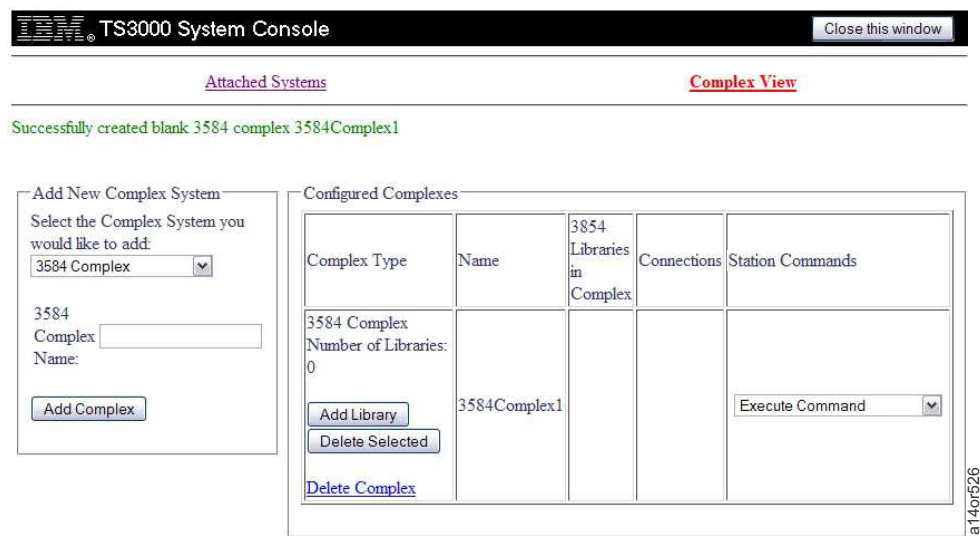 IBM® TS3000 System Console
Close this window
Attached Systems
Complex View
Successfully created blank 3584 complex 3584Complex1
Add New Complex System
Select the Complex System you
would like to add:
3584 Complex
3584
Complex
Name:
Add Complex
Configured Complexes
Complex Type
Name
3854
Libraries
in
Complex
Connections
Station Commands
3584 Complex
Number of Libraries:
0
Add Library
Delete Selected
Delete Complex
3584Complex1
Execute Command
a14or526